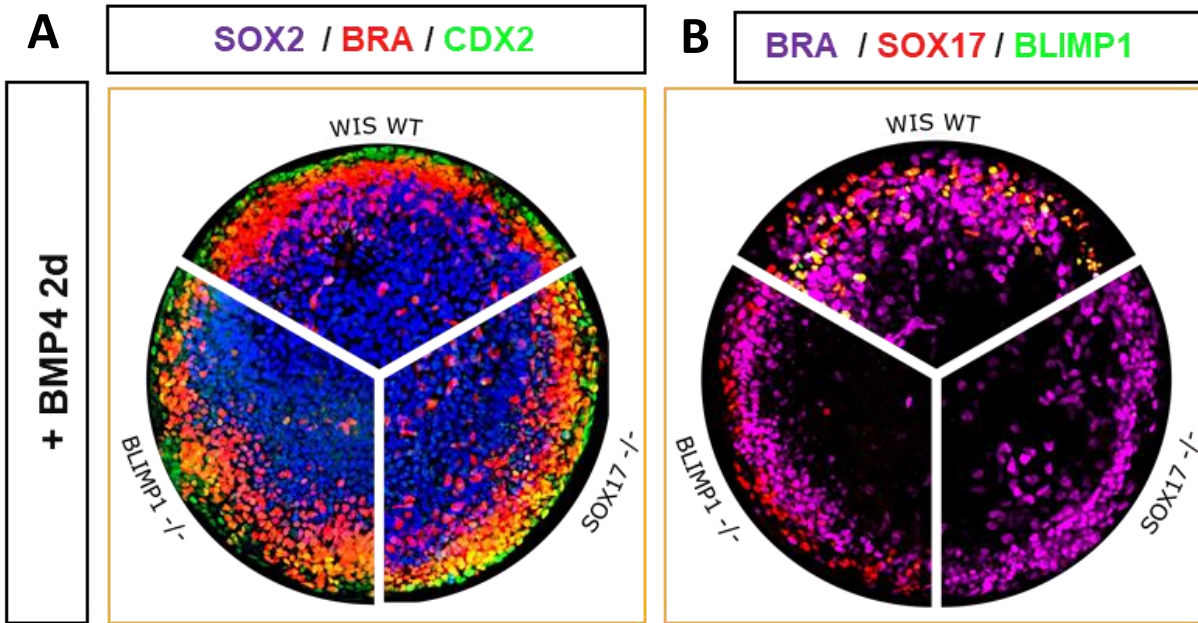 A
SOX2 / BRA / CDX2
B
BRA / SOX17 / BLIMP1
+ BMP4 2d
WIS WT
BLIMP1 -/-
SOX17 -/-
WIS WT
BLIMP1 -/-
SOX17 -/-